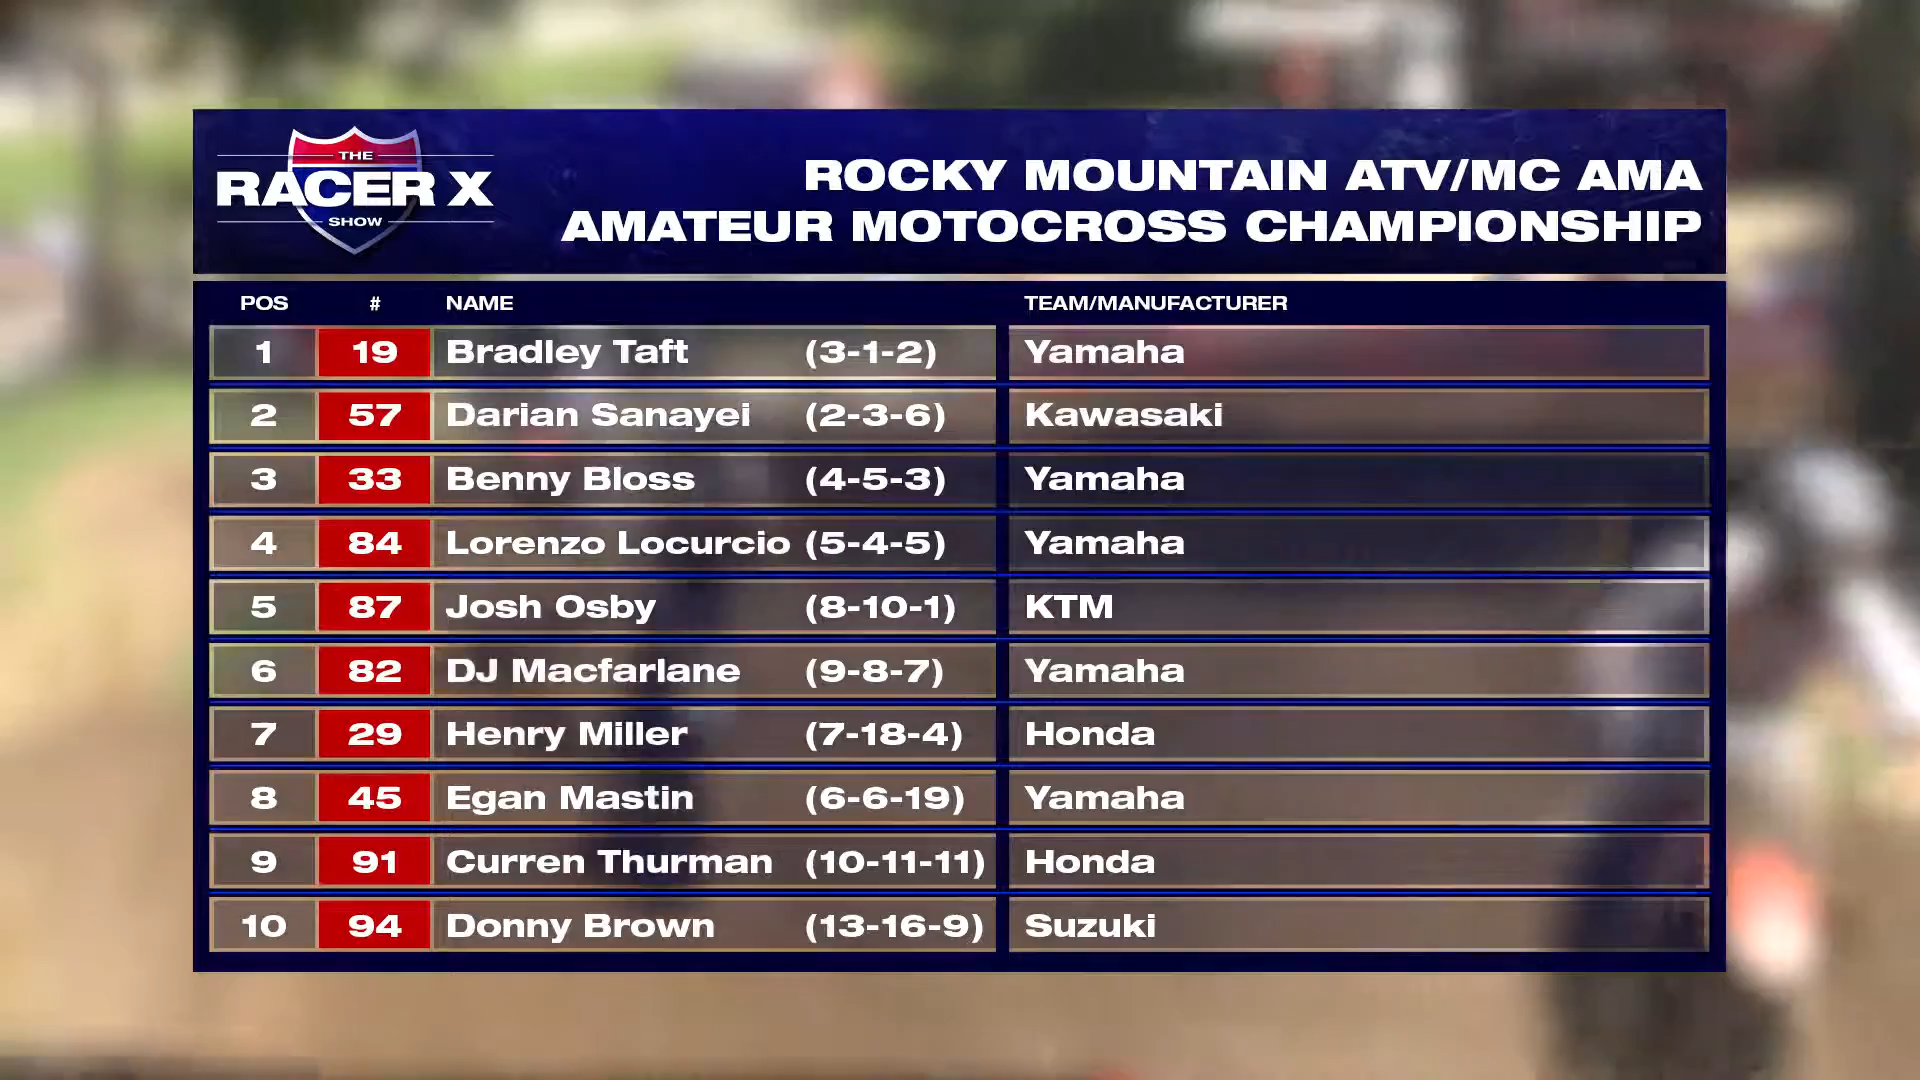 THE
RACER X
SHOW
ROCKY MOUNTAIN ATV/MC AMA
AMATEUR MOTOCROSS CHAMPIONSHIP
POS # NAME TEAM/MANUFACTURER
1 19 Bradley Taft (3-1-2) Yamaha
2 57 Darian Sanayei (2-3-6) Kawasaki
3 33 Benny Bloss (4-5-3) Yamaha
4 84 Lorenzo Locurcio (5-4-5) Yamaha
5 87 Josh Osby (8-10-1) KTM
6 82 DJ Macfarlane (9-8-7) Yamaha
7 29 Henry Miller (7-18-4) Honda
8 45 Egan Mastin (6-6-19) Yamaha
9 91 Curren Thurman (10-11-11) Honda
10 94 Donny Brown (13-16-9) Suzuki